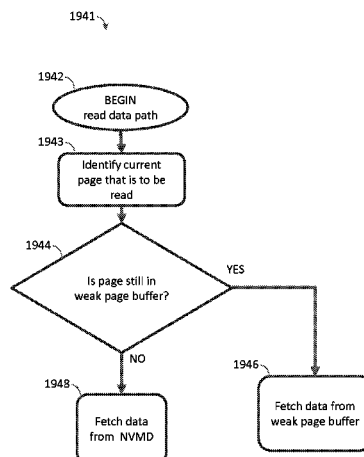 1941
1942
BEGIN
read data path
1943
Identify current
page that is to be
read
1944
Is page still in
weak page buffer?
YES
NO
1946
Fetch data from
weak page buffer
1948
Fetch data
from NVMD